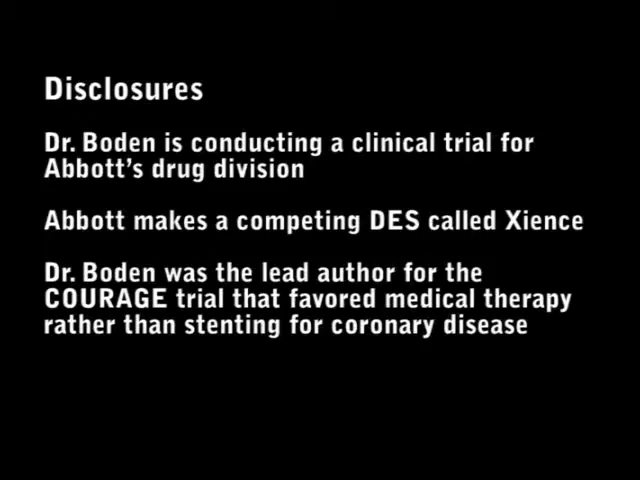 Disclosures
Dr. Boden is conducting a clinical trial for
Abbott's drug division
Abbott makes a competing DES called Xience
Dr. Boden was the lead author for the
COURAGE trial that favored medical therapy
rather than stenting for coronary disease